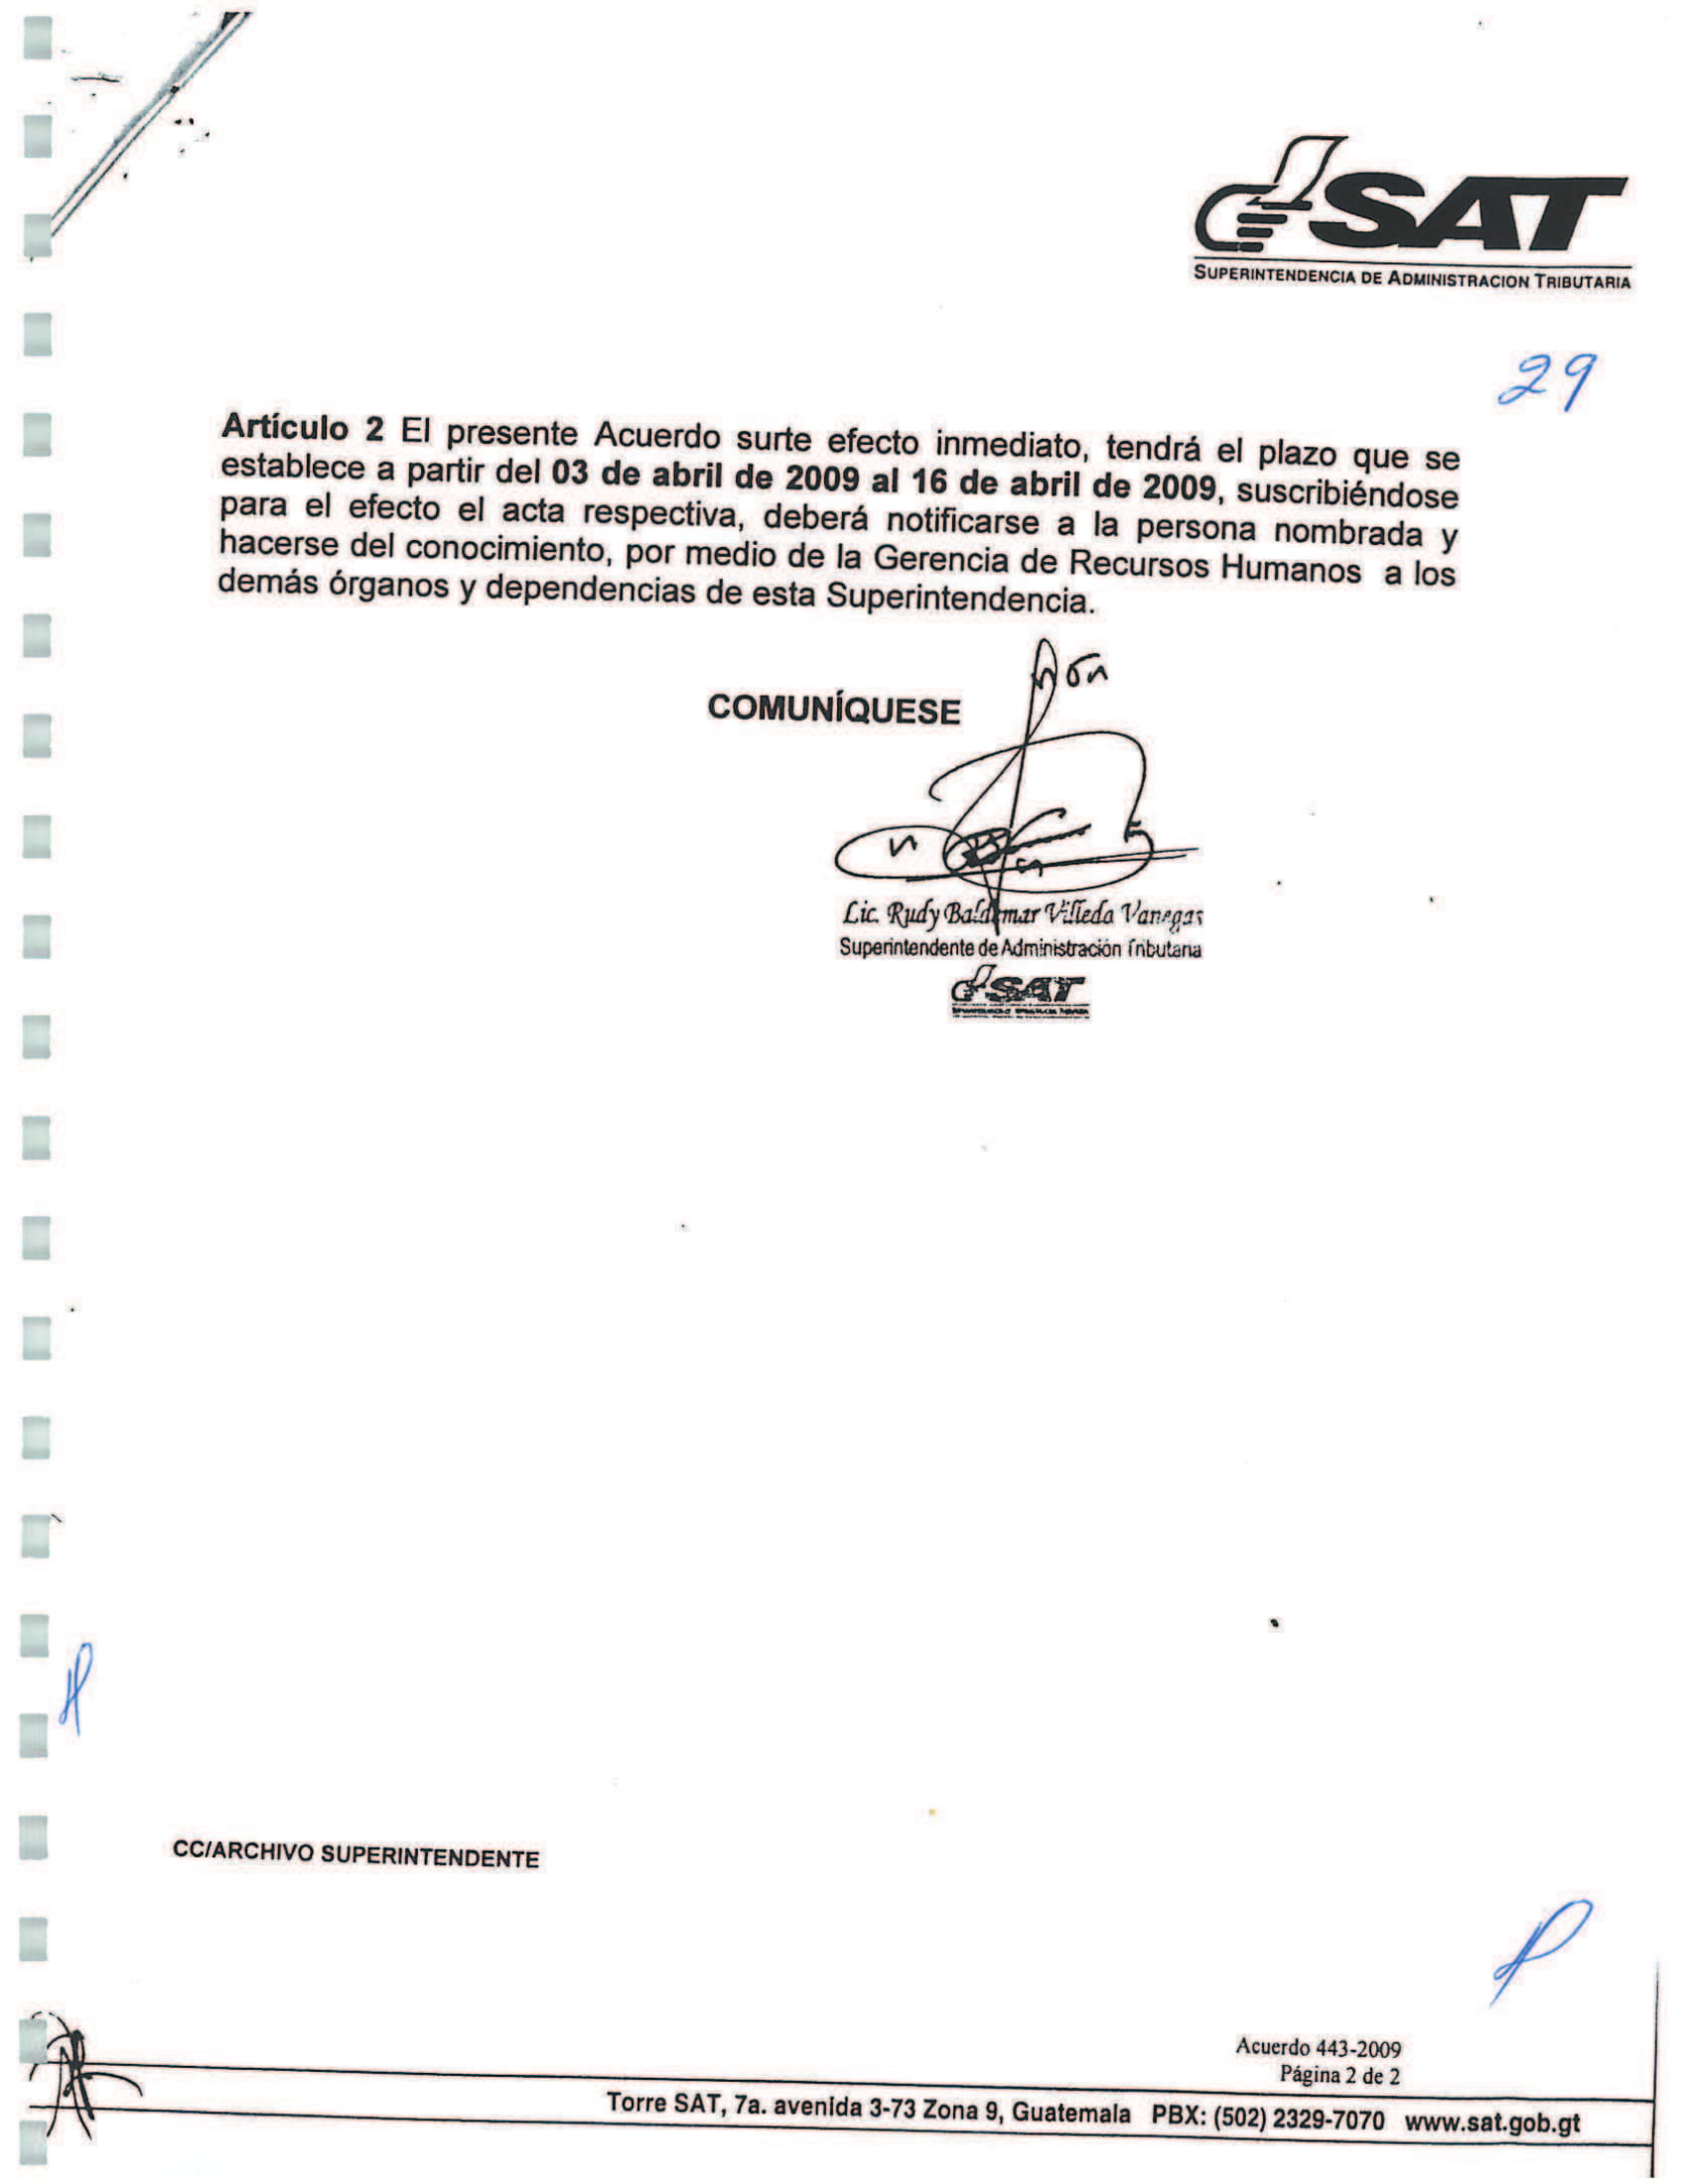 SAT
SUPERINTENDENCIA DE ADMINISTRACION TRIBUTARIA
29
Artículo 2 El presente Acuerdo surte efecto inmediato, tendrá el plazo que se
establece a partir del 03 de abril de 2009 al 16 de abril de 2009, suscribiéndose
para el efecto el acta respectiva, deberá notificarse a la persona nombrada y
hacerse del conocimiento, por medio de la Gerencia de Recursos Humanos a los
demás órganos y dependencias de esta Superintendencia.
COMUNÍQUESE
Lic. Rudy Baldemar Villeda Vanegas
Superintendente de Administración Tributaria
SAT
CC/ARCHIVO SUPERINTENDENTE
Acuerdo 443-2009
Página 2 de 2
Torre SAT, 7a. avenida 3-73 Zona 9, Guatemala PBX: (502) 2329-7070 www.sat.gob.gt